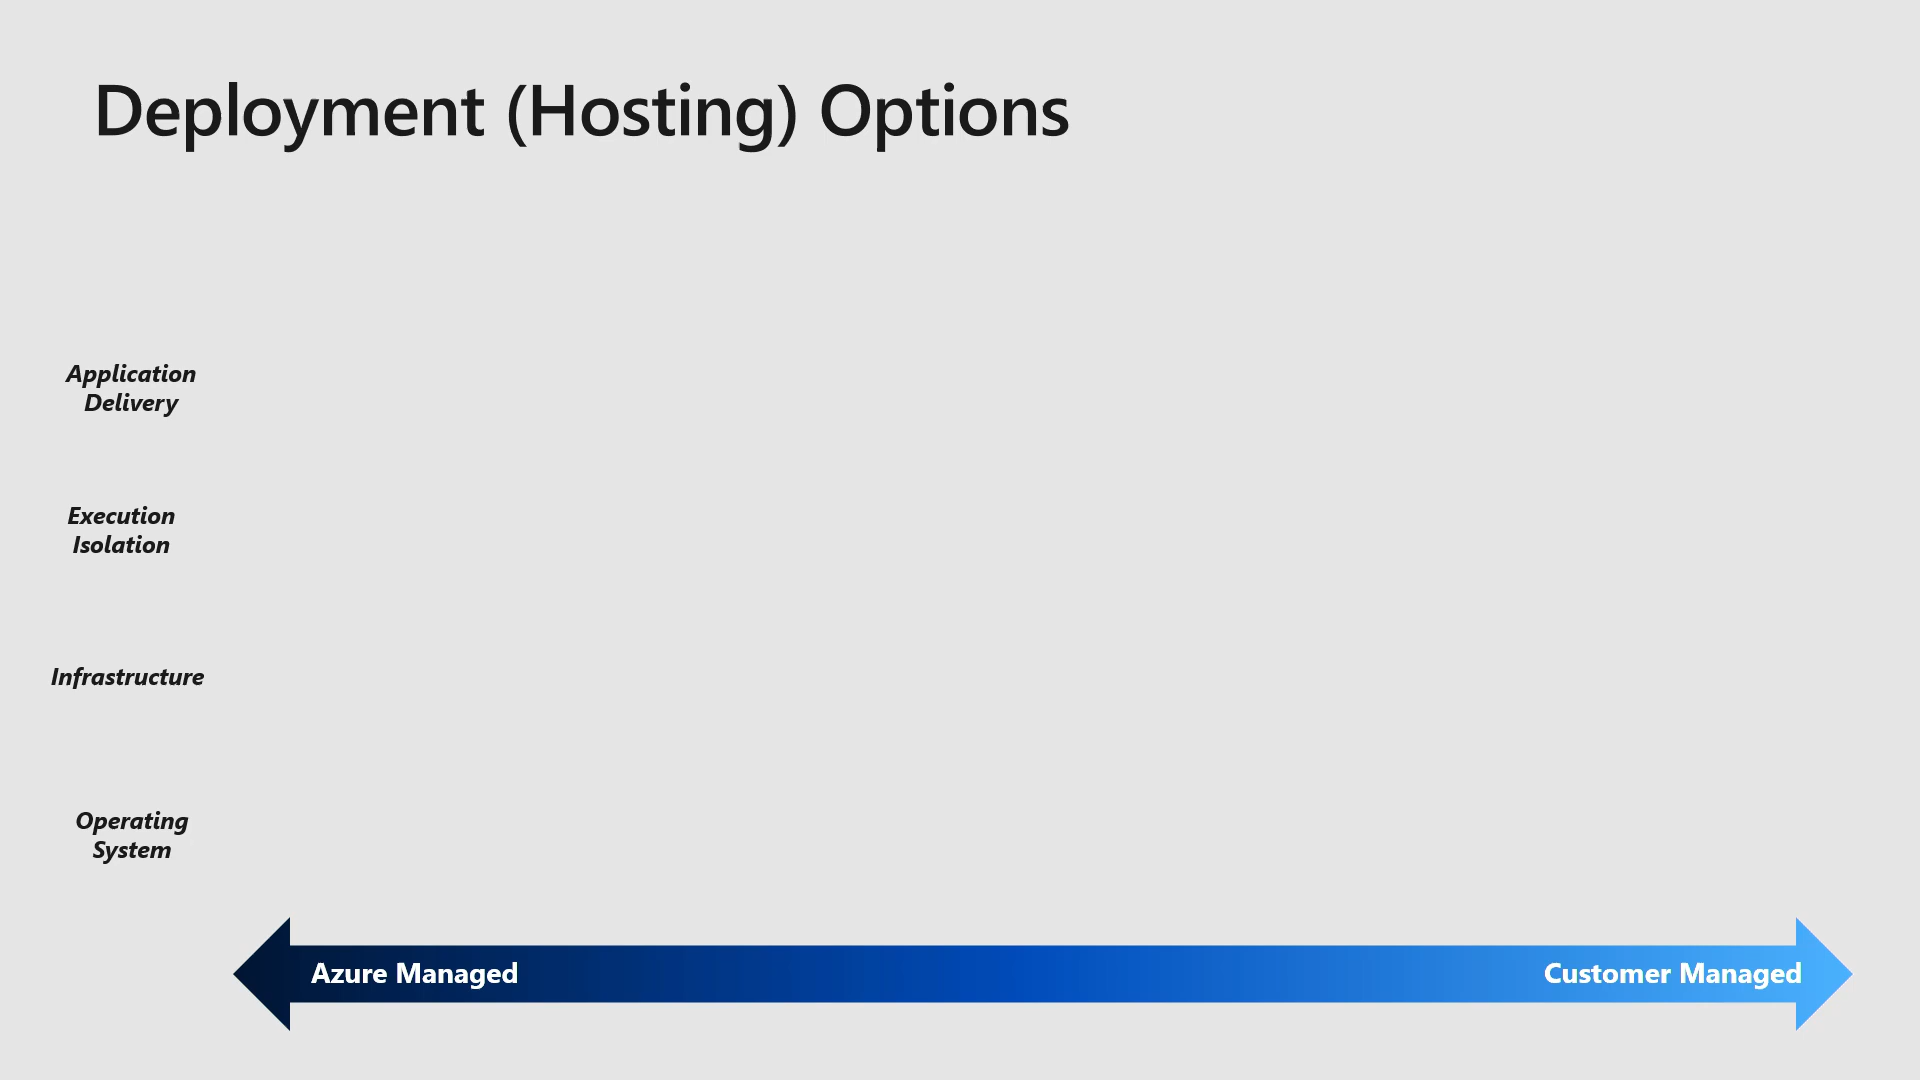 Deployment (Hosting) Options
Application
Delivery
Execution
Isolation
Infrastructure
Operating
System
Azure Managed
Customer Managed